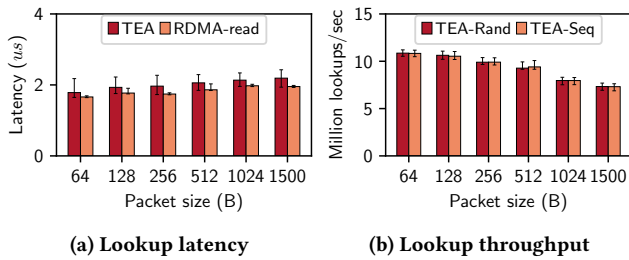 TEA RDMA-read
Latency (us)
4
2
0
64 128 256 512 1024 1500
Packet size (B)
(a) Lookup latency
TEA-Rand TEA-Seq
Million lookups/sec
15
10
5
0
64 128 256 512 1024 1500
Packet size (B)
(b) Lookup throughput